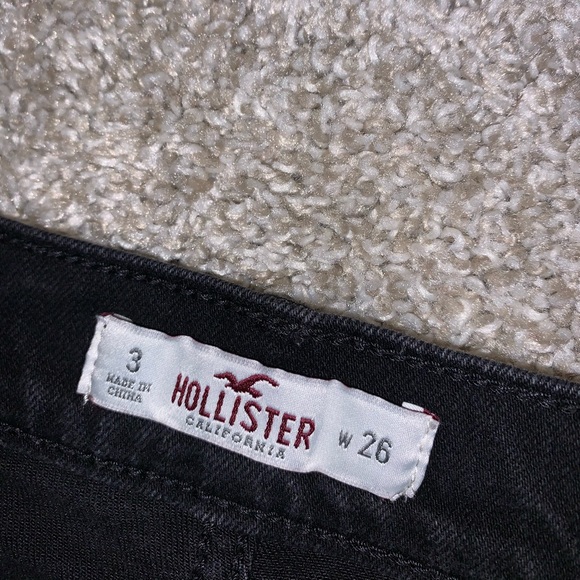 3
MADE IN
CHINA
HOLLISTER
CALIFORNIA
W 26